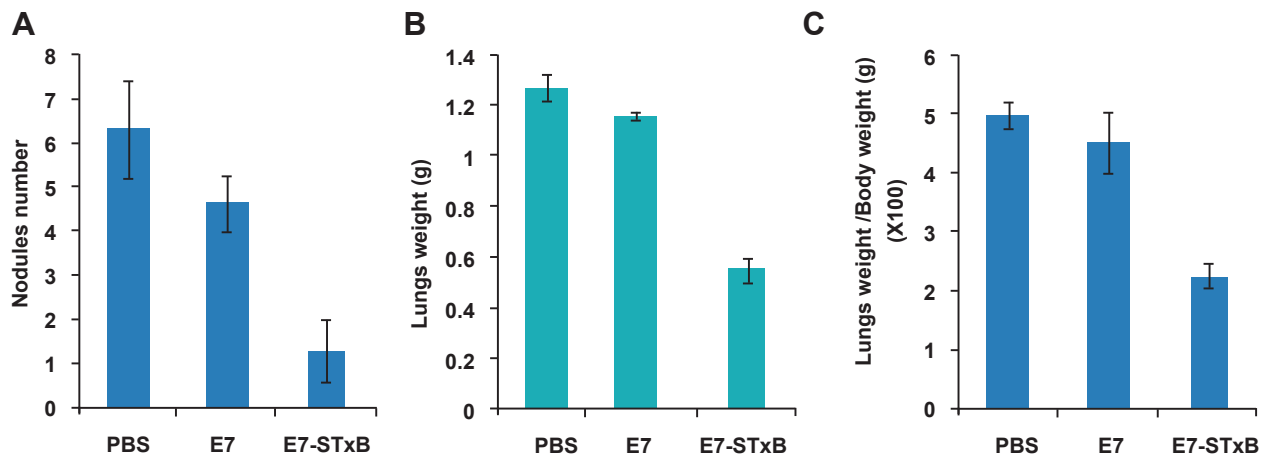 A
Nodules number
8
7
6
5
4
3
2
1
0
PBS E7 E7-STxB
B
Lungs weight (g)
1.4
1.2
1
0.8
0.6
0.4
0.2
0
PBS E7 E7-STxB
C
Lungs weight /Body weight (g)
(X100)
6
5
4
3
2
1
0
PBS E7 E7-STxB